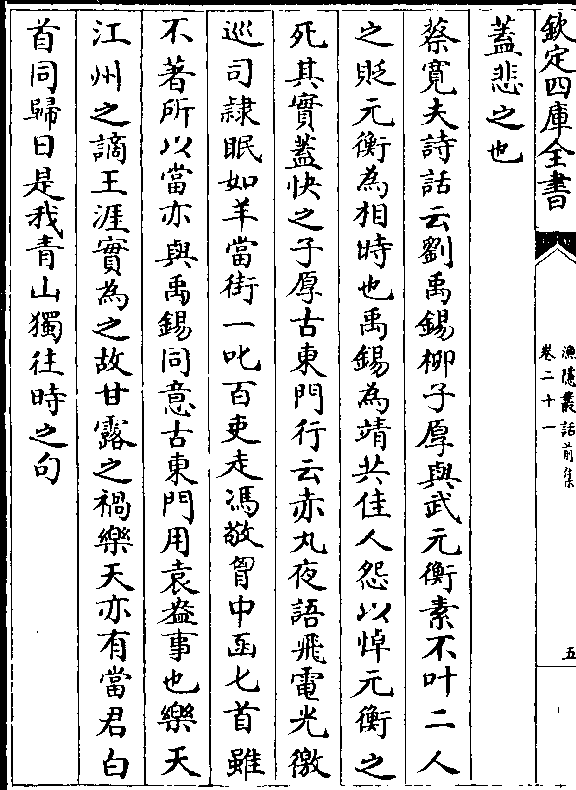 欽定四庫全書
漁隱叢話前集
卷二十一
五
蓋悲之也
蔡寛夫詩話云劉禹錫栁子厚與武元衡素不叶二人
之貶元衡為相時也禹錫為靖共佳人怨以悼元衡之
死其實蓋快之子厚古東門行云赤丸夜語飛電光徼
巡司隷眠如羊當街一叱百吏走馮敬胷中函匕首雖
不著所以當亦與禹錫同意古東門用袁盎事也樂天
江州之謫王涯實為之故甘露之禍樂天亦有當君白
首同歸日是我青山獨徃時之句